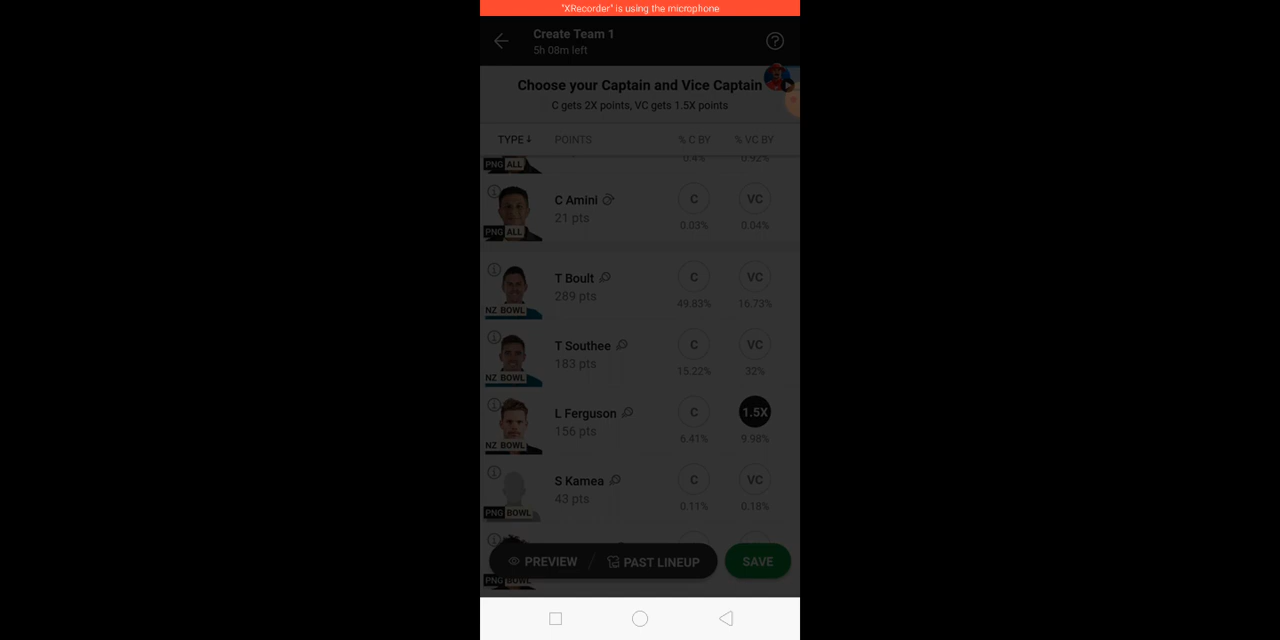 "XRecorder" is using the microphone
Create Team 1
5h 08m left
Choose your Captain and Vice Captain
C gets 2X points, VC gets 1.5X points
TYPE↓ POINTS % C BY % VC BY
PNG ALL 0.4% 0.92%
C Amini C VC
21 pts
PNG ALL 0.03% 0.04%
T Boult C VC
289 pts
NZ BOWL 49.83% 16.73%
T Southee C VC
183 pts
NZ BOWL 15.22% 32%
L Ferguson C 1.5X
156 pts
NZ BOWL 6.41% 9.98%
S Kamea C VC
43 pts
PNG BOWL 0.11% 0.18%
PREVIEW / PAST LINEUP SAVE
PNG BOWL